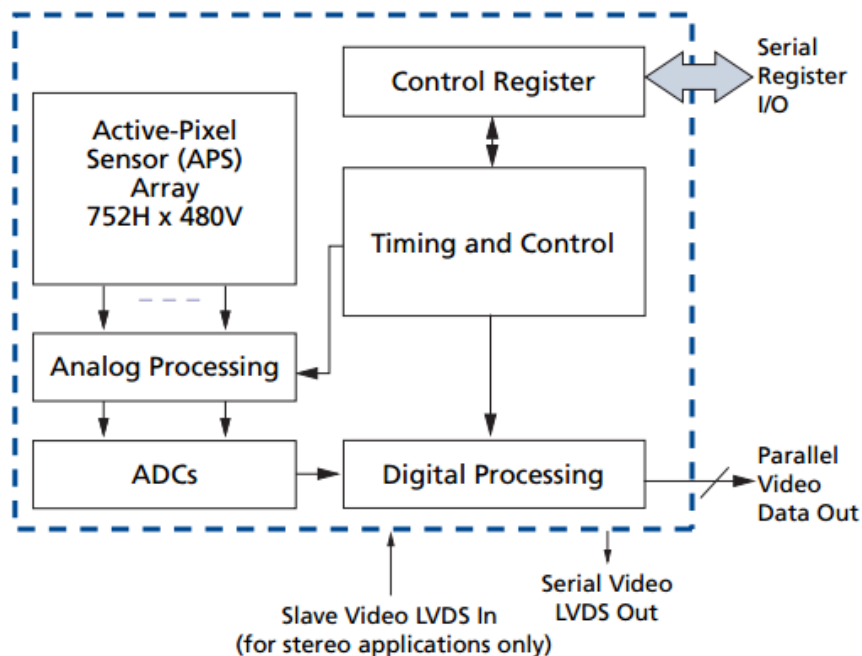 Control Register
Serial
Register
I/O
Active-Pixel
Sensor (APS)
Array
752H x 480V
Timing and Control
Analog Processing
ADCs
Digital Processing
Parallel
Video
Data Out
Slave Video LVDS In
(for stereo applications only)
Serial Video
LVDS Out